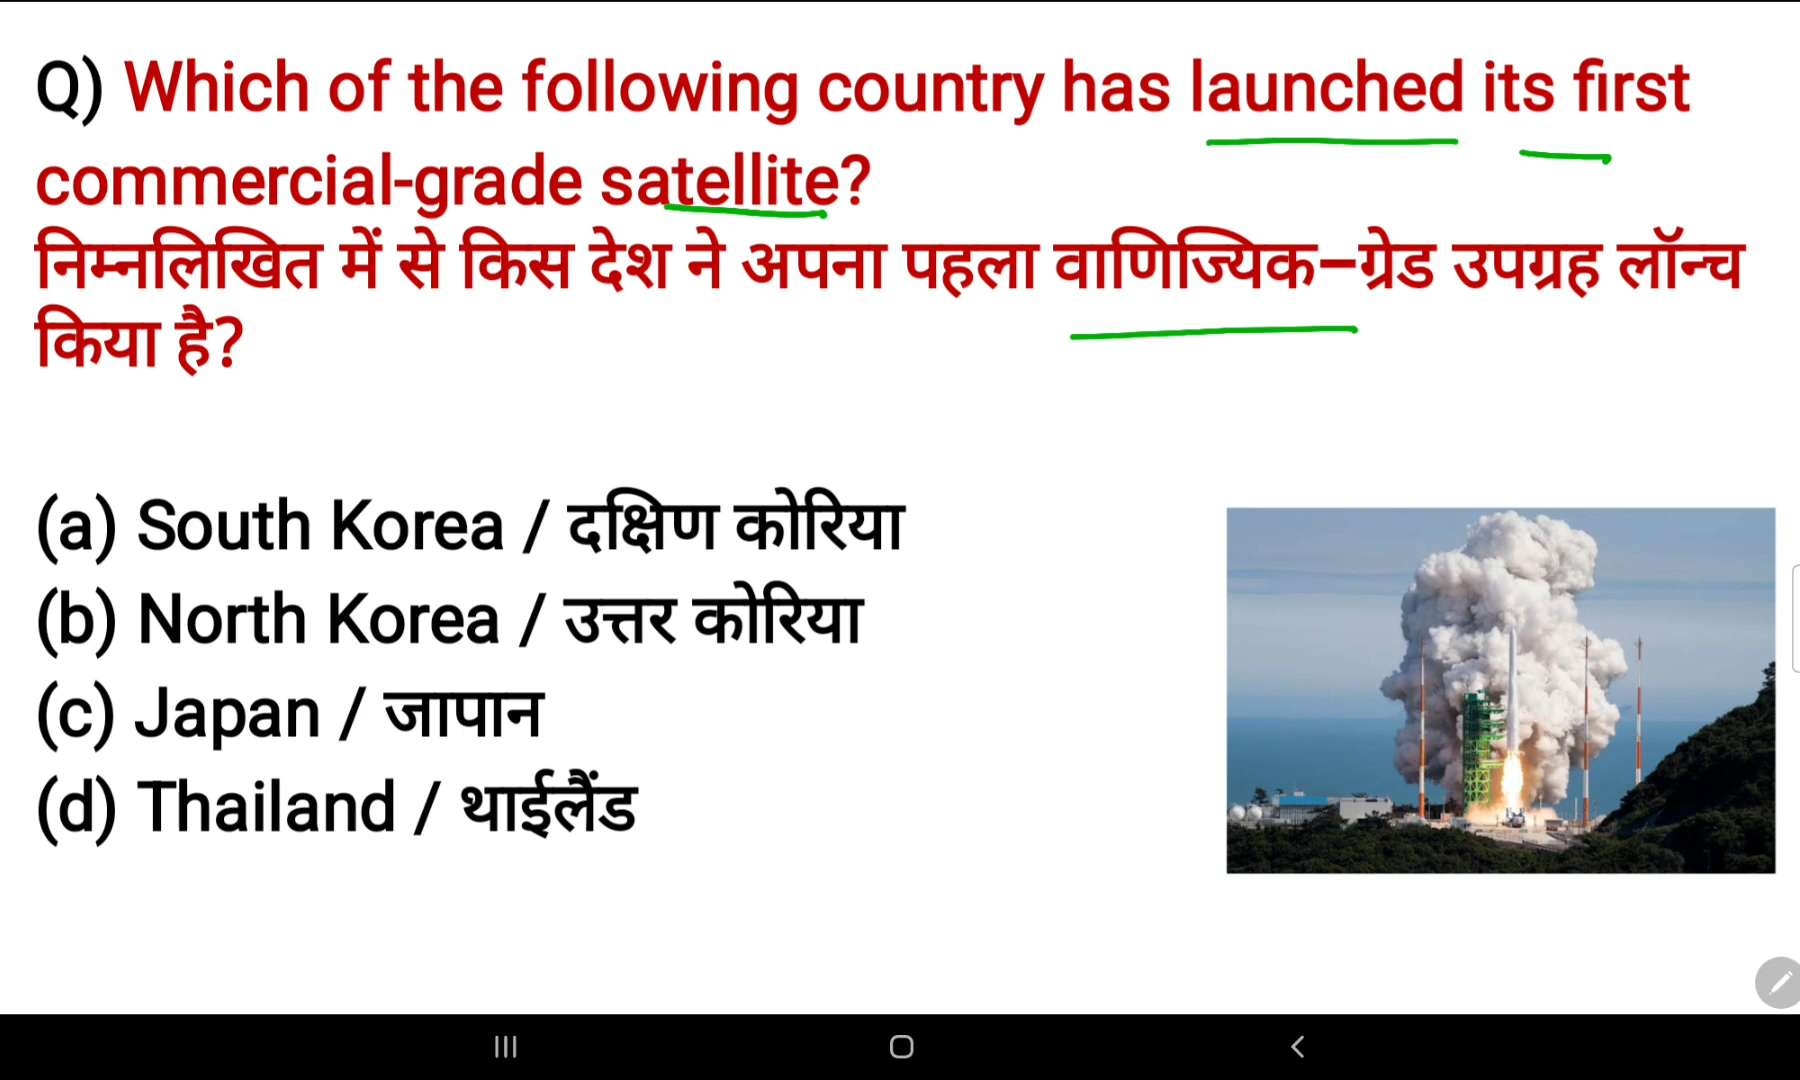 Q) Which of the following country has launched its first
commercial-grade satellite?
निम्नलिखित में से किस देश ने अपना पहला वाणिज्यिक–ग्रेड उपग्रह लॉन्च
किया है?
(a) South Korea / दक्षिण कोरिया
(b) North Korea / उत्तर कोरिया
(c) Japan / जापान
(d) Thailand / थाईलैंड